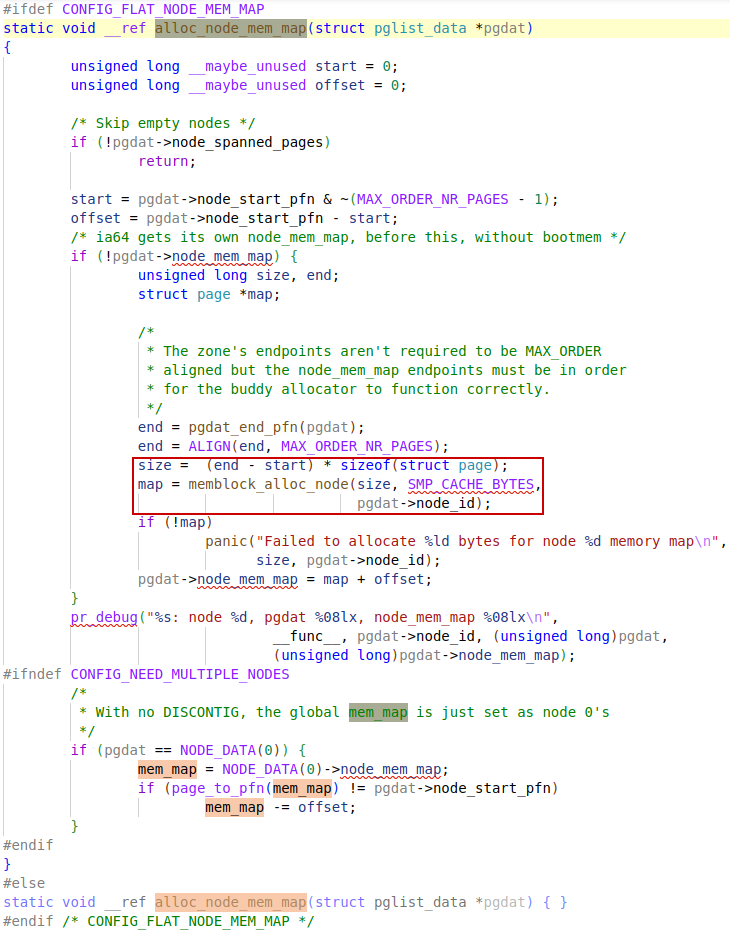 #ifdef CONFIG_FLAT_NODE_MEM_MAP
static void __ref alloc_node_mem_map(struct pglist_data *pgdat)
{
        unsigned long __maybe_unused start = 0;
        unsigned long __maybe_unused offset = 0;

        /* Skip empty nodes */
        if (!pgdat->node_spanned_pages)
                return;

        start = pgdat->node_start_pfn & ~(MAX_ORDER_NR_PAGES - 1);
        offset = pgdat->node_start_pfn - start;
        /* ia64 gets its own node_mem_map, before this, without bootmem */
        if (!pgdat->node_mem_map) {
                unsigned long size, end;
                struct page *map;

                /*
                 * The zone's endpoints aren't required to be MAX_ORDER
                 * aligned but the node_mem_map endpoints must be in order
                 * for the buddy allocator to function correctly.
                 */
                end = pgdat_end_pfn(pgdat);
                end = ALIGN(end, MAX_ORDER_NR_PAGES);
                size =  (end - start) * sizeof(struct page);
                map = memblock_alloc_node(size, SMP_CACHE_BYTES,
                                          pgdat->node_id);
                if (!map)
                        panic("Failed to allocate %ld bytes for node %d memory map\n",
                              size, pgdat->node_id);
                pgdat->node_mem_map = map + offset;
        }
        pr_debug("%s: node %d, pgdat %08lx, node_mem_map %08lx\n",
                                __func__, pgdat->node_id, (unsigned long)pgdat,
                                (unsigned long)pgdat->node_mem_map);
#ifndef CONFIG_NEED_MULTIPLE_NODES
        /*
         * With no DISCONTIG, the global mem_map is just set as node 0's
         */
        if (pgdat == NODE_DATA(0)) {
                mem_map = NODE_DATA(0)->node_mem_map;
                if (page_to_pfn(mem_map) != pgdat->node_start_pfn)
                        mem_map -= offset;
        }
#endif
}
#else
static void __ref alloc_node_mem_map(struct pglist_data *pgdat) { }
#endif /* CONFIG_FLAT_NODE_MEM_MAP */